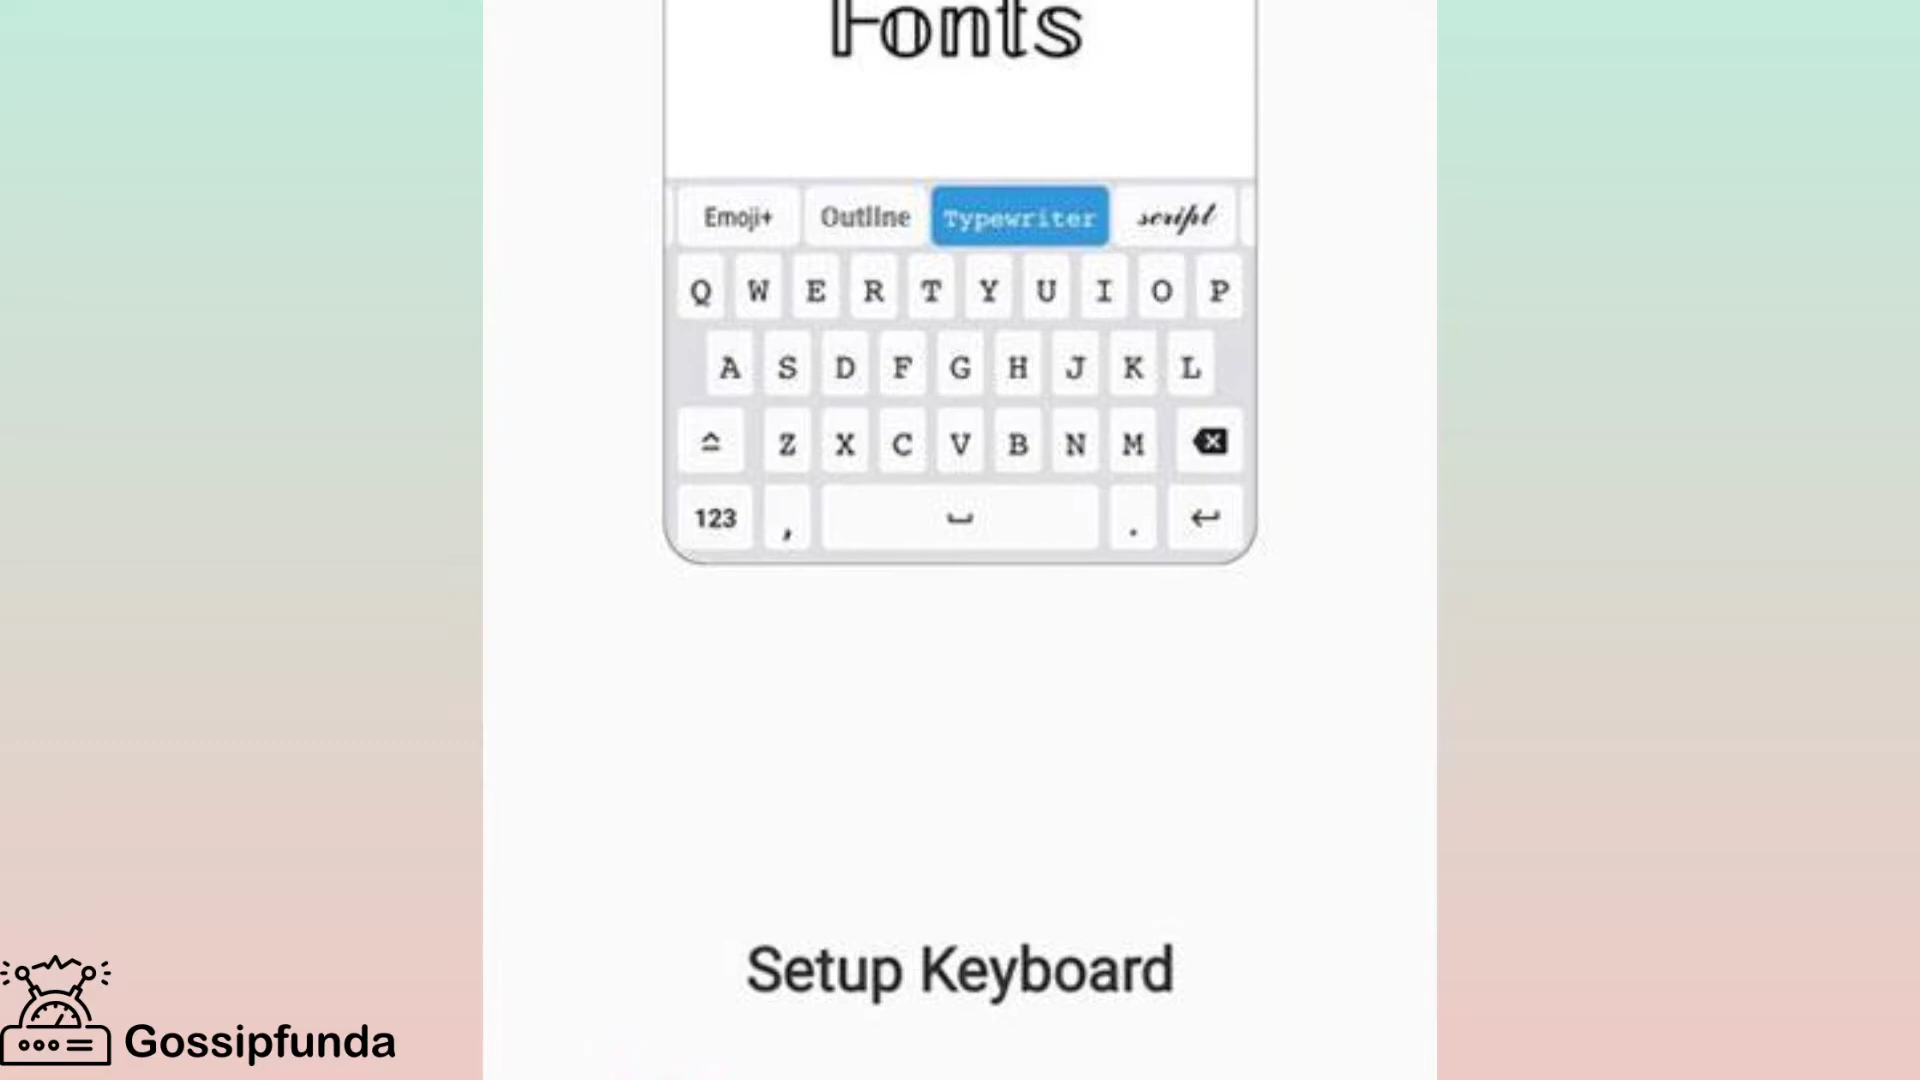 Fonts
Emoji+ Outline Typewriter script
Q W E R T Y U I O P
A S D F G H J K L
Z X C V B N M
123 , .
Setup Keyboard
Gossipfunda